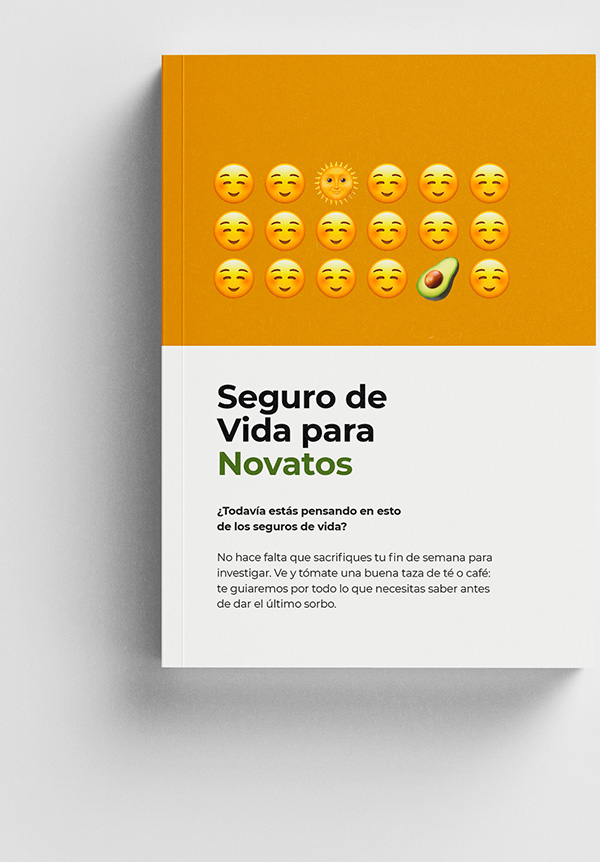 Seguro de
Vida para
Novatos
¿Todavía estás pensando en esto
de los seguros de vida?
No hace falta que sacrifiques tu fin de semana para
investigar. Ve y tómate una buena taza de té o café:
te guiaremos por todo lo que necesitas saber antes
de dar el último sorbo.